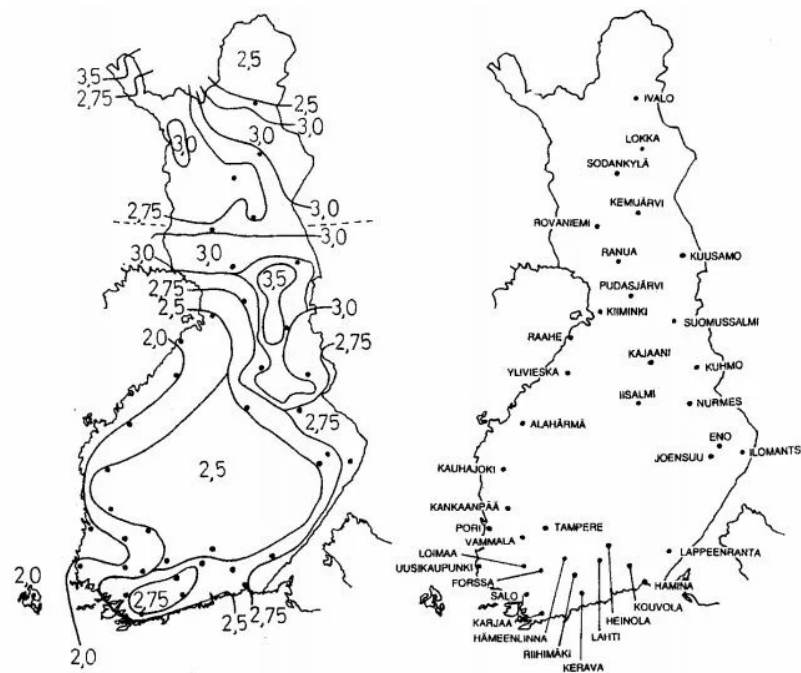 2,5
3,5
2,75
2,5
3,0
3,0
3,0
3,0
2,75
3,0
3,0
3,0
3,5
2,75
2,5
3,0
2,0
2,75
2,75
2,5
2,0
2,75
2,5
2,75
2,0
IVALO
LOKKA
SODANKYLÄ
KEMIJÄRVI
ROVANIEMI
RANUA
KUUSAMO
PUDASJÄRVI
KIIMINKI
SUOMUSSALMI
RAAHE
KAJAANI
KUHMO
YLIVIESKA
IISALMI
NURMES
ALAHÄRMÄ
ENO
JOENSUU
ILOMANTS
KAUHAJOKI
KANKAANPÄÄ
PORI
TAMPERE
VAMMALA
LOIMAA
LAPPEENRANTA
UUSIKAUPUNKI
FORSSA
HAMINA
SALO
KOUVOLA
KARJAA
HEINOLA
HÄMEENLINNA
LAHTI
RIIHIMÄKI
KERAVA